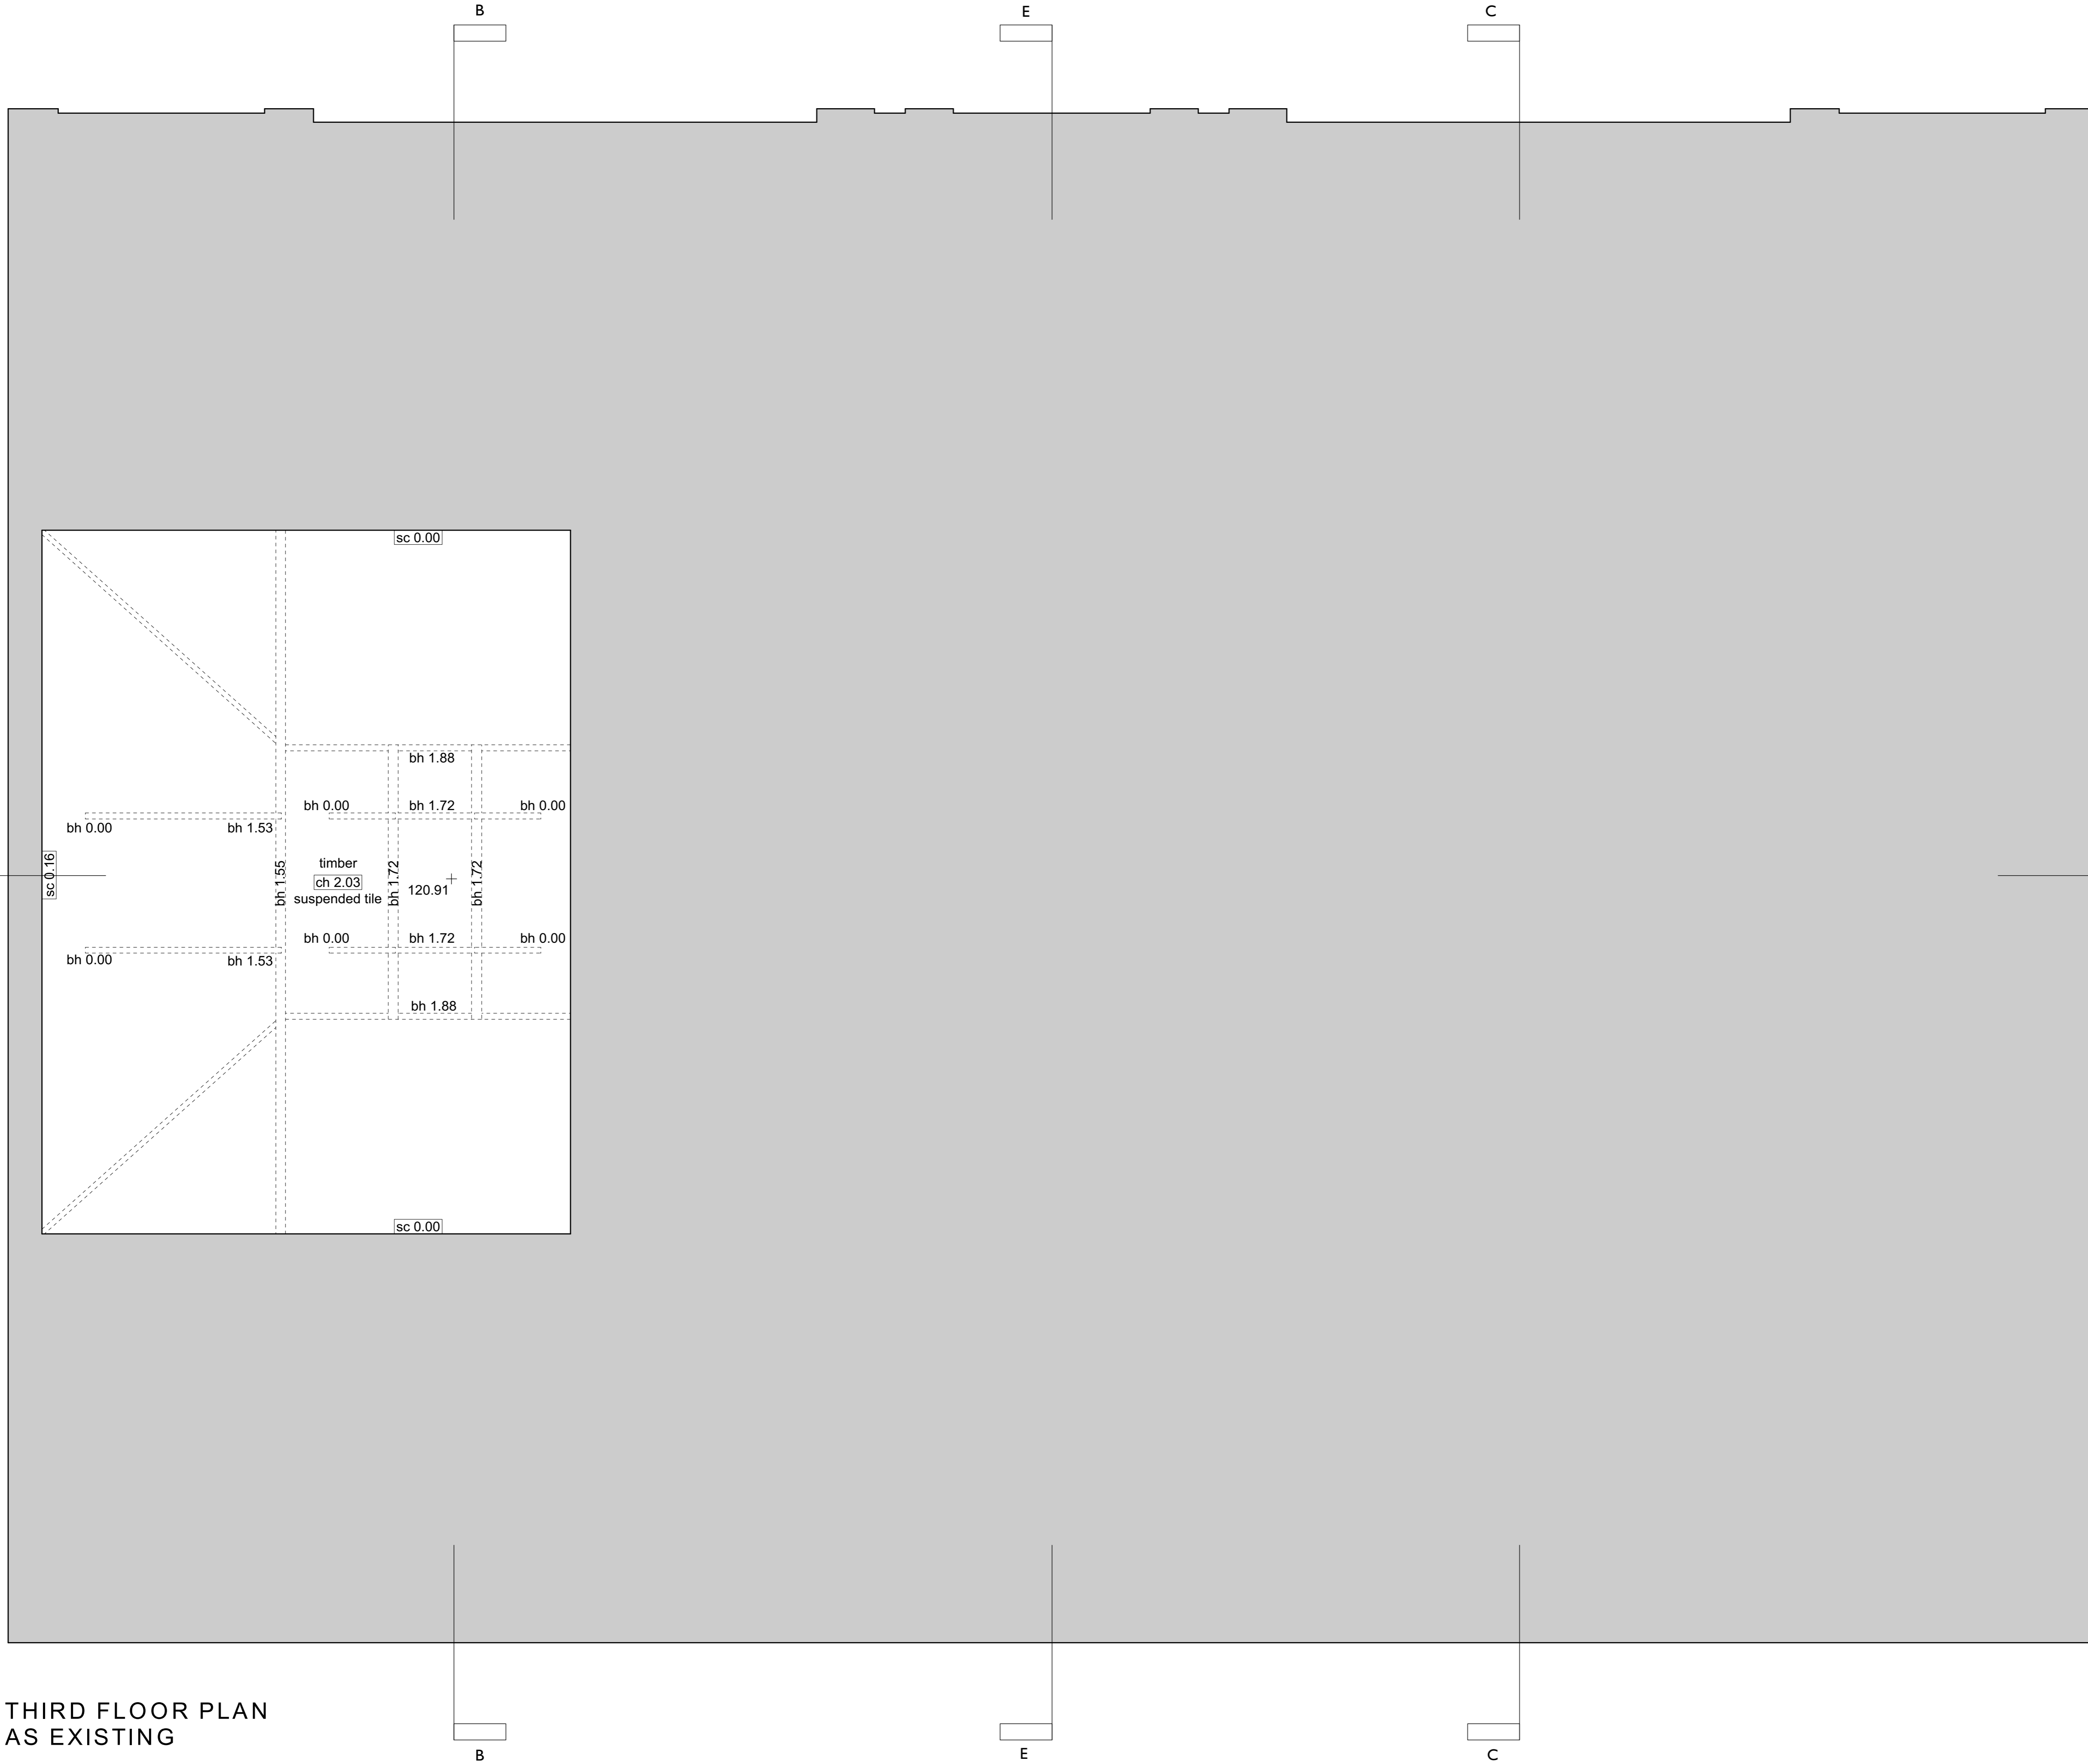 B
E
C
sc 0.00
bh 1.88
bh 0.00
bh 1.72
bh 0.00
bh 0.00
bh 1.53
sc 0.16
bh 1.55
timber
ch 2.03
suspended tile
bh 1.72
120.91
bh 1.72
bh 0.00
bh 1.72
bh 0.00
bh 0.00
bh 1.53
bh 1.88
sc 0.00
THIRD FLOOR PLAN
AS EXISTING
B
E
C